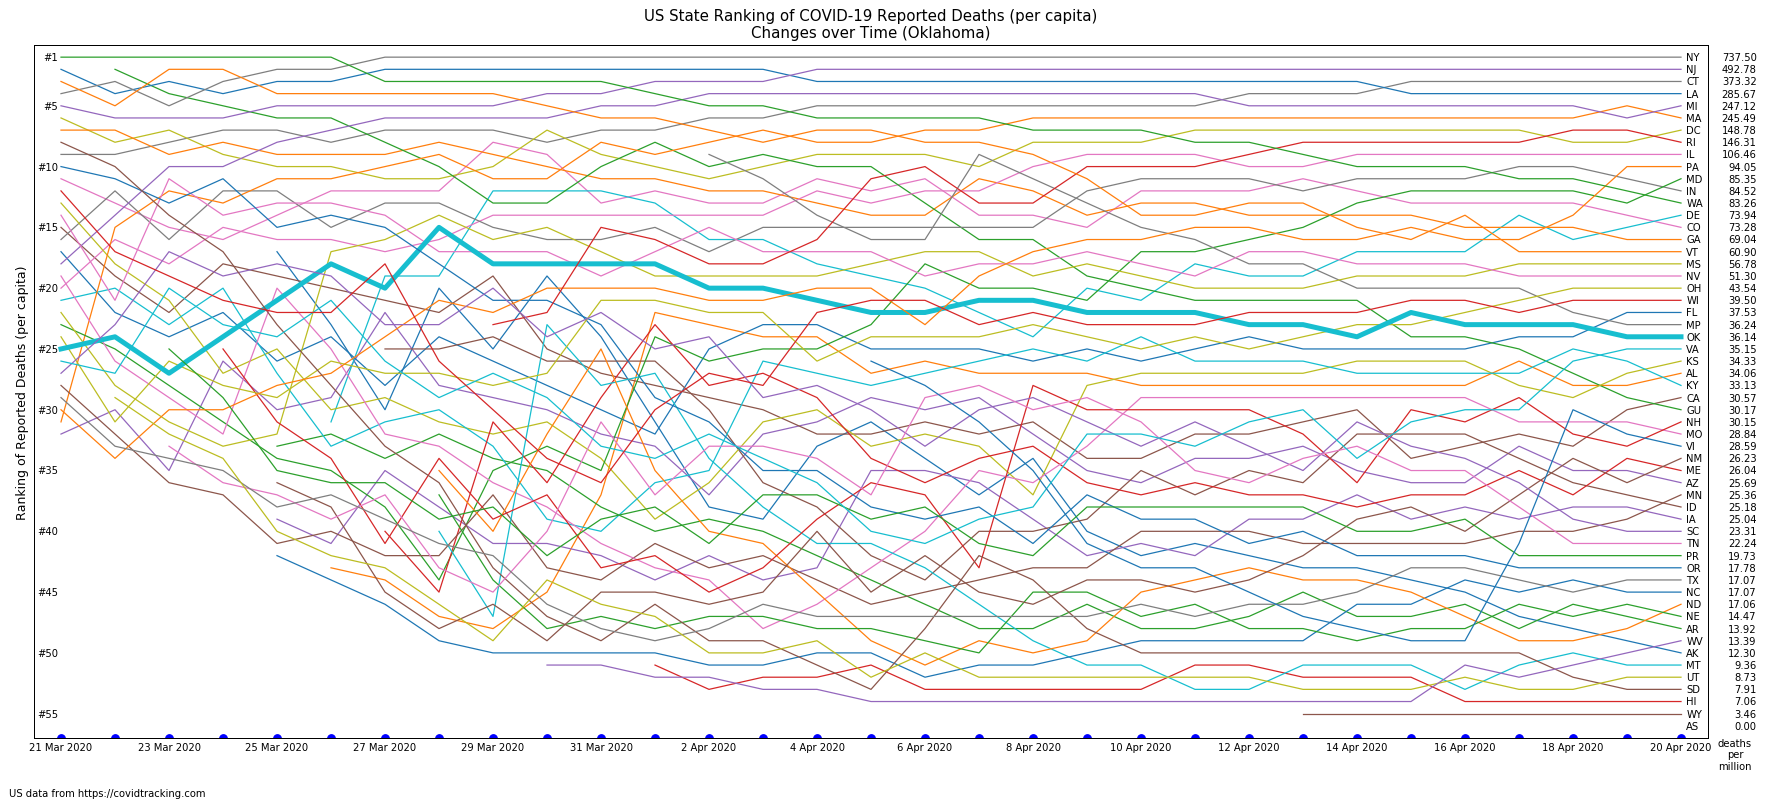 US State Ranking of COVID-19 Reported Deaths (per capita)
Changes over Time (Oklahoma)
Ranking of Reported Deaths (per capita)
#1
#5
#10
#15
#20
#25
#30
#35
#40
#45
#50
#55
NY 737.50
NJ 492.78
CT 373.32
LA 285.67
MI 247.12
MA 245.49
DC 148.78
RI 146.31
IL 106.46
PA 94.05
MD 85.35
IN 84.52
WA 83.26
DE 73.94
CO 73.28
GA 69.04
VT 60.90
MS 56.78
NV 51.30
OH 43.54
WI 39.50
FL 37.53
MP 36.24
OK 36.14
VA 35.15
KS 34.33
AL 34.06
KY 33.13
CA 30.57
GU 30.17
NH 30.15
MO 28.84
VI 28.59
NM 26.23
ME 26.04
AZ 25.69
MN 25.36
ID 25.18
IA 25.04
SC 23.31
TN 22.24
PR 19.73
OR 17.78
TX 17.07
NC 17.07
ND 17.06
NE 14.47
AR 13.92
WV 13.39
AK 12.30
MT 9.36
UT 8.73
SD 7.91
HI 7.06
WY 3.46
AS 0.00
21 Mar 2020 23 Mar 2020 25 Mar 2020 27 Mar 2020 29 Mar 2020 31 Mar 2020 2 Apr 2020 4 Apr 2020 6 Apr 2020 8 Apr 2020 10 Apr 2020 12 Apr 2020 14 Apr 2020 16 Apr 2020 18 Apr 2020 20 Apr 2020
deaths
per
million
US data from https://covidtracking.com